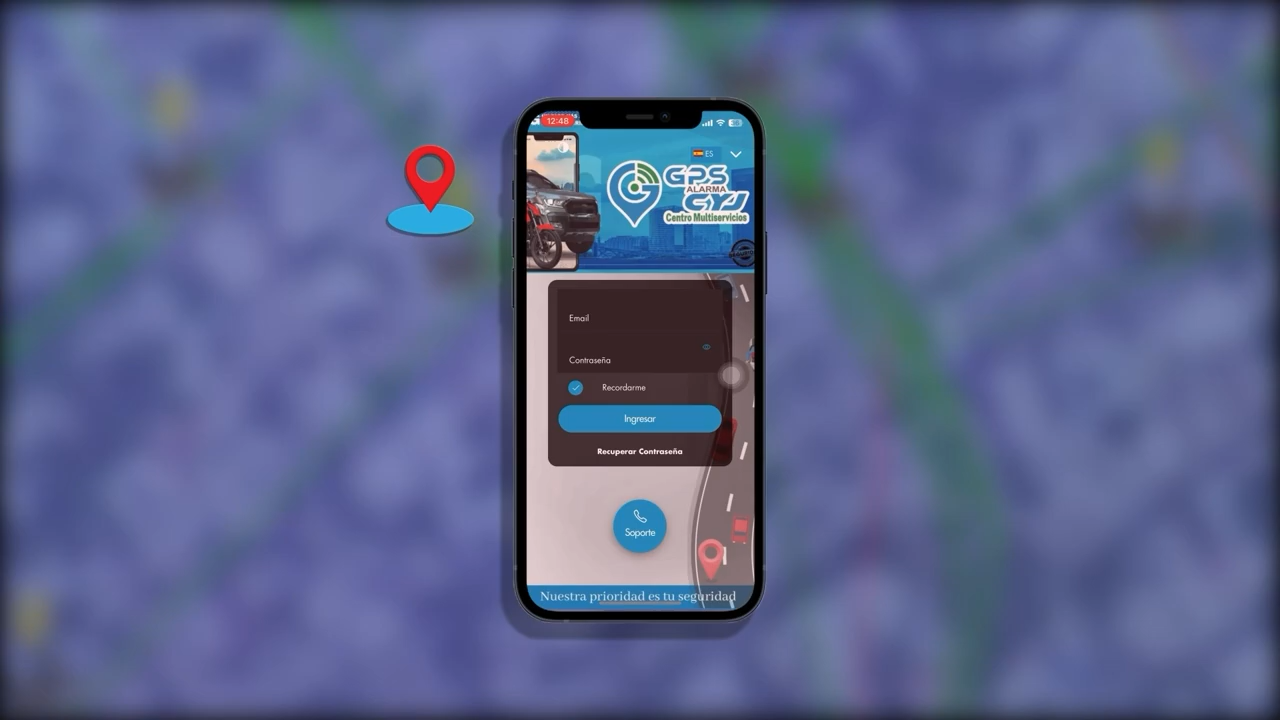 12:48
ES
GPS
ALARMA
CYJ
Centro Multiservicios
Email
Contraseña
Recordarme
Ingresar
Recuperar Contraseña
Soporte
Nuestra prioridad es tu seguridad